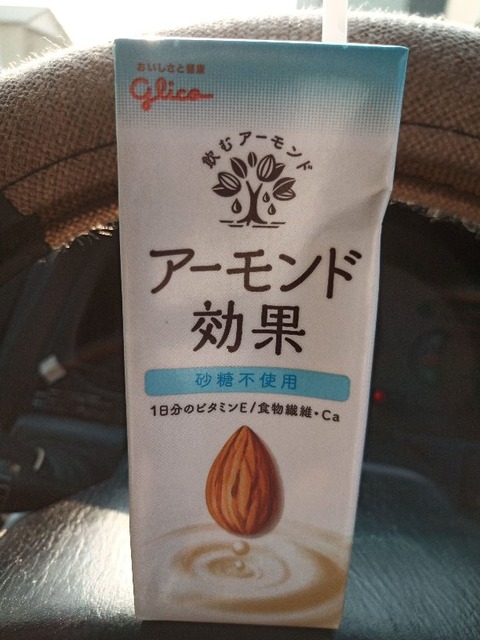 おいしさと健康
Glico
飲むアーモンド
アーモンド
効果
砂糖不使用
1日分のビタミンE/食物繊維・Ca